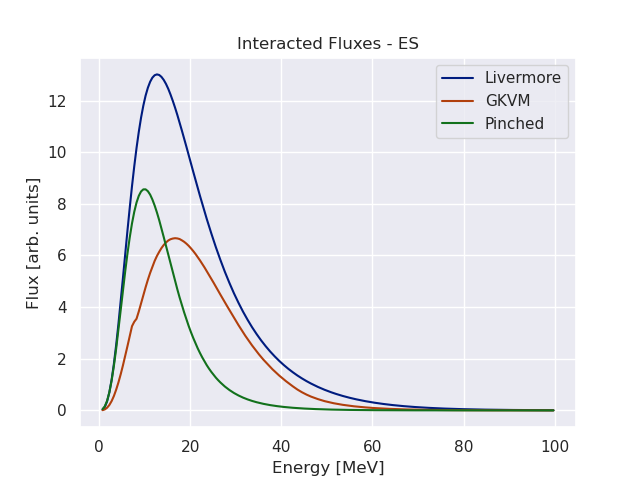 Interacted Fluxes - ES
Livermore
GKVM
Pinched
Flux [arb. units]
12
10
8
6
4
2
0
0 20 40 60 80 100
Energy [MeV]